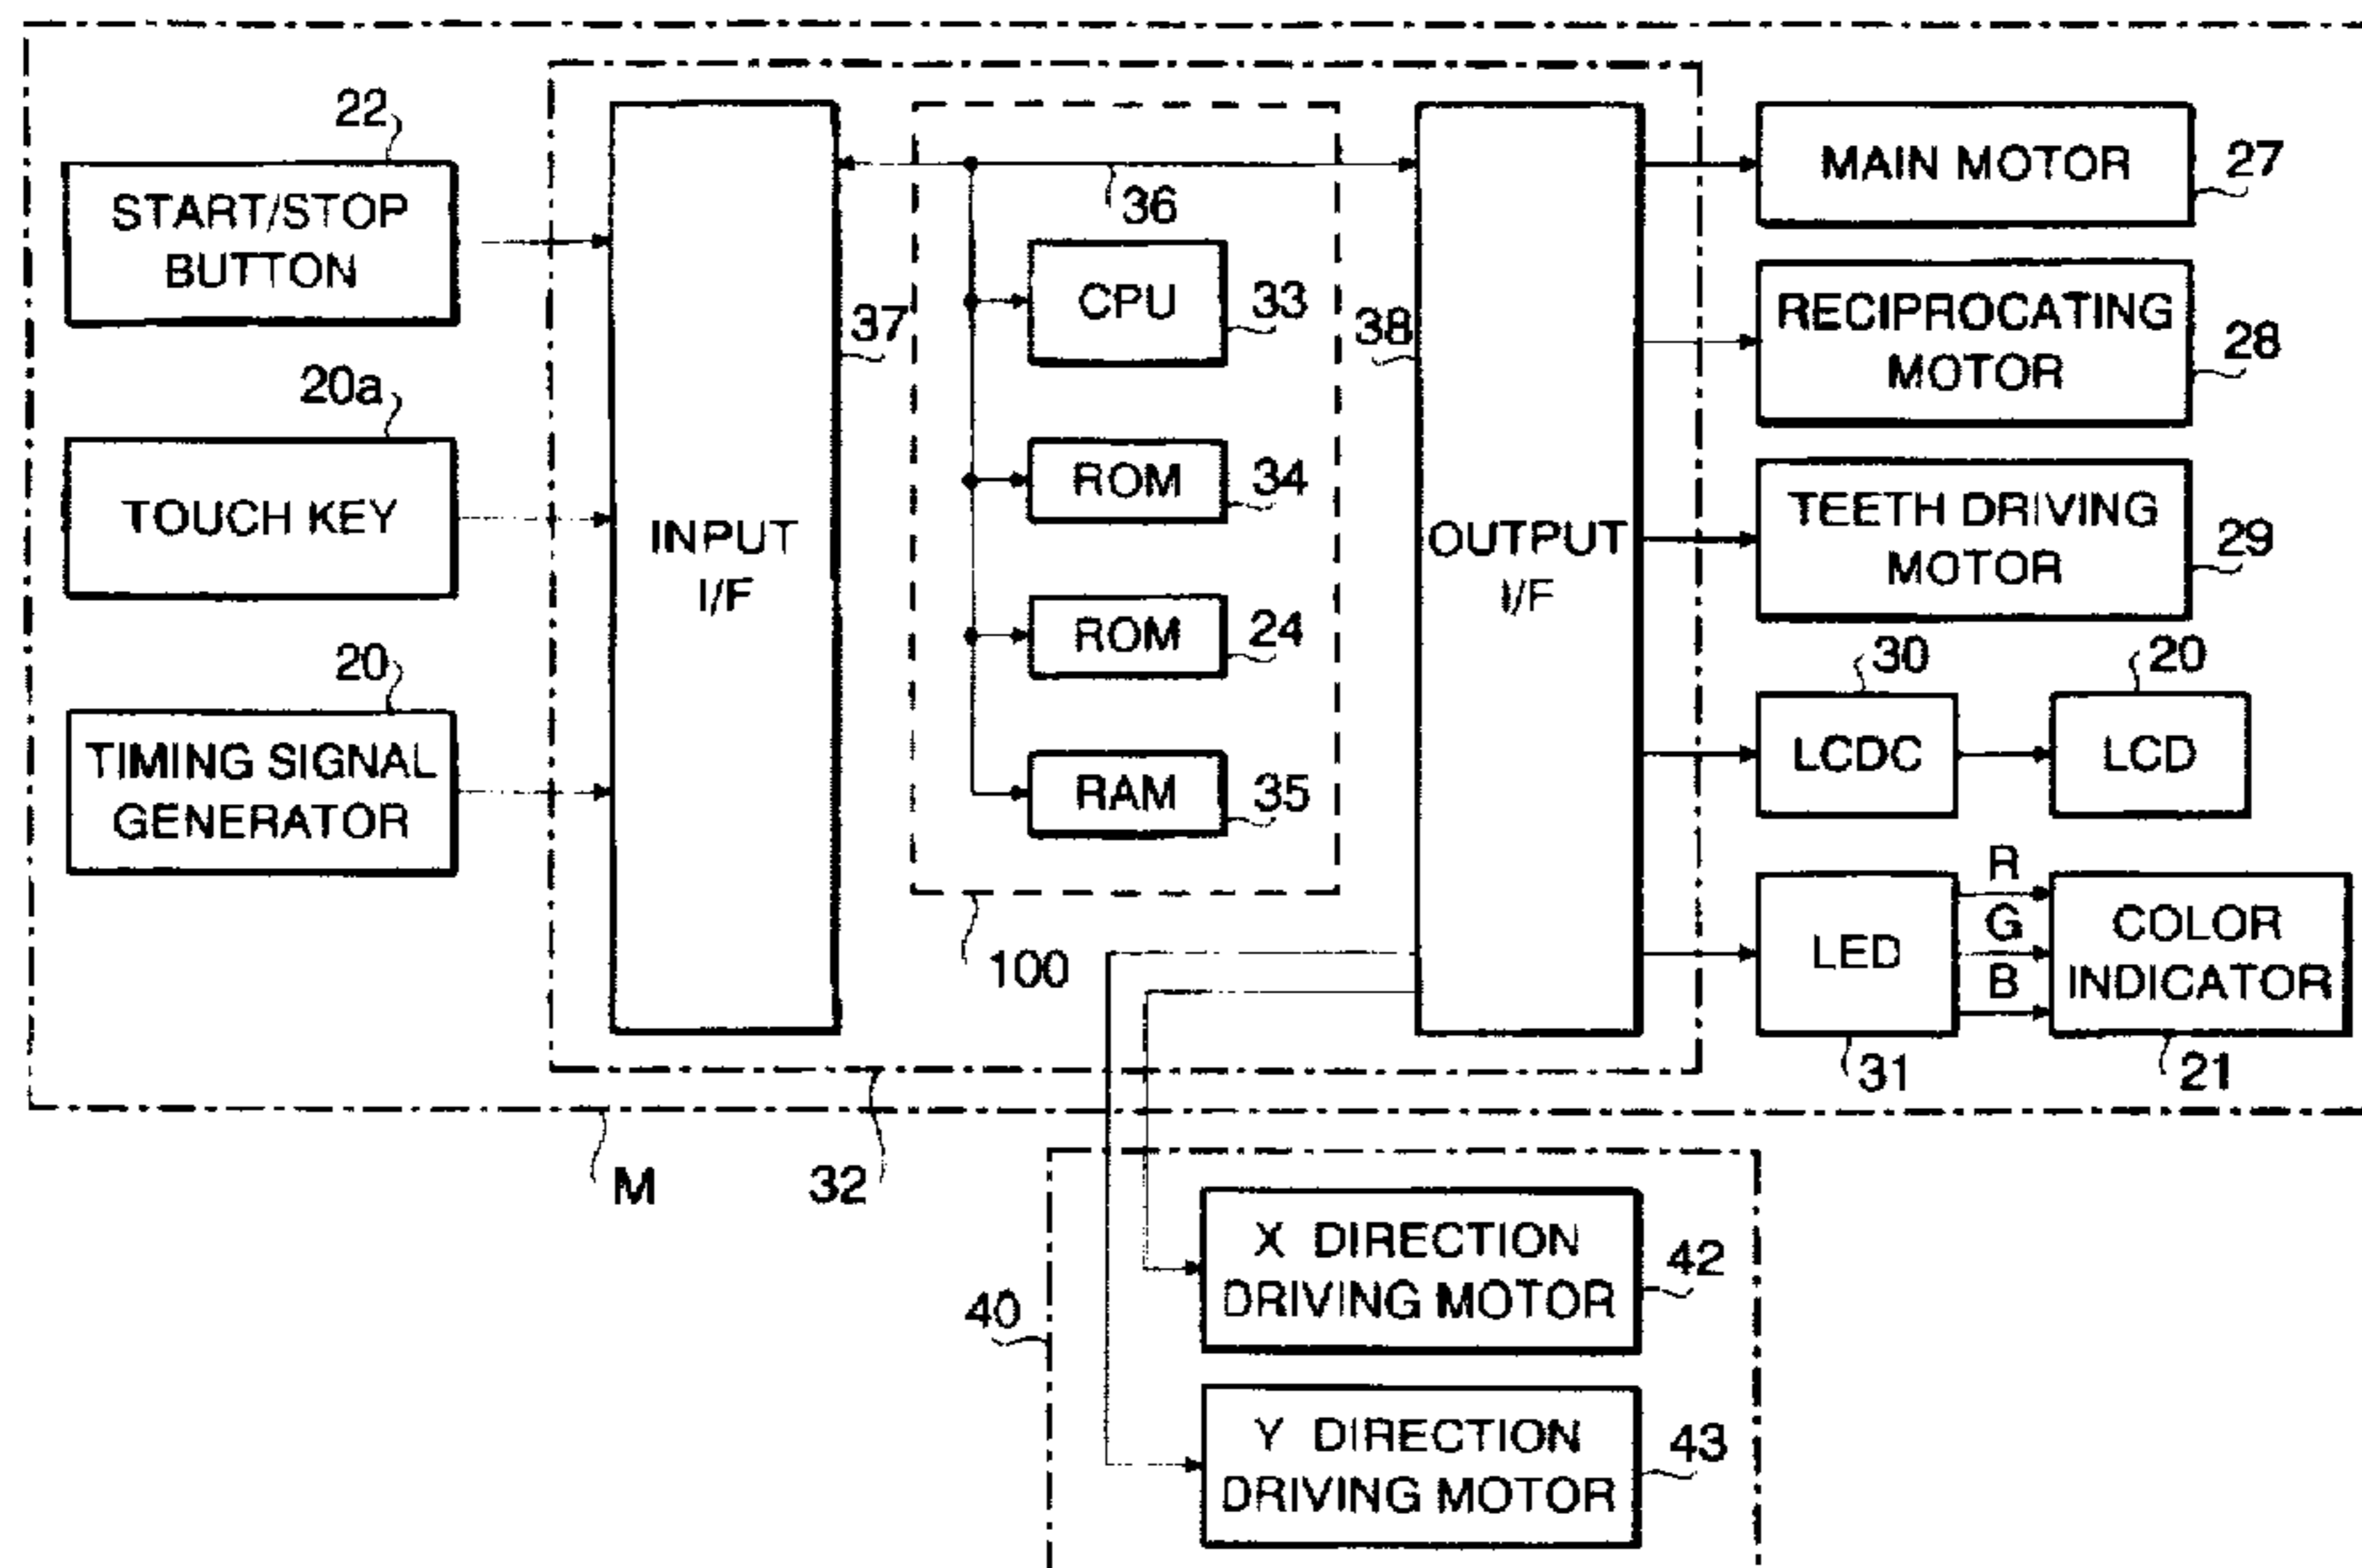 22
START/STOP
BUTTON
20a
TOUCH KEY
20
TIMING SIGNAL
GENERATOR
INPUT
I/F
37
36
CPU
33
ROM
34
ROM
24
RAM
35
100
38
OUTPUT
I/F
MAIN MOTOR
27
RECIPROCATING
MOTOR
28
TEETH DRIVING
MOTOR
29
30
LCDC
20
LCD
LED
31
R
G
B
COLOR
INDICATOR
21
M
32
40
X DIRECTION
DRIVING MOTOR
42
Y DIRECTION
DRIVING MOTOR
43